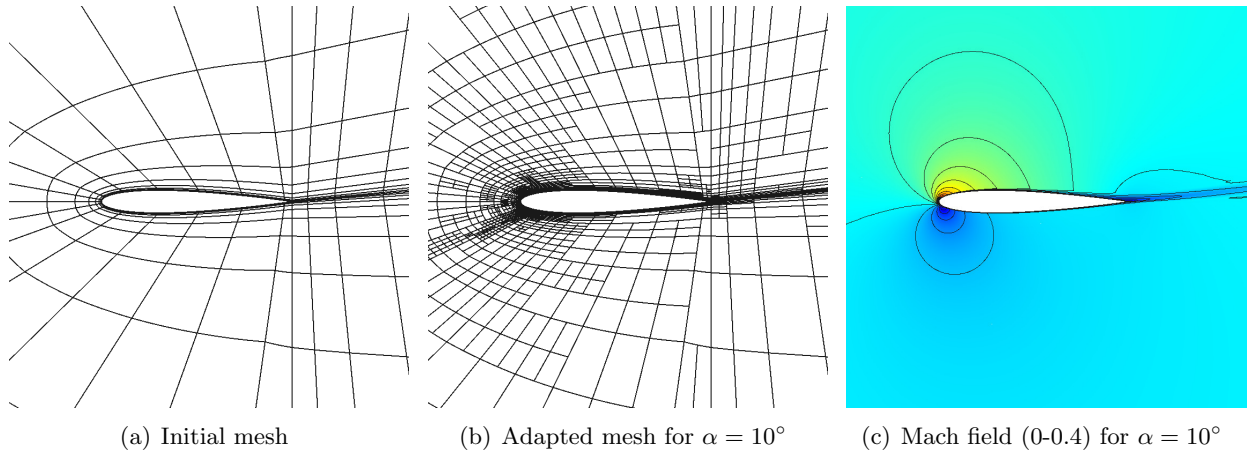 (a) Initial mesh
(b) Adapted mesh for α = 10°
(c) Mach field (0-0.4) for α = 10°